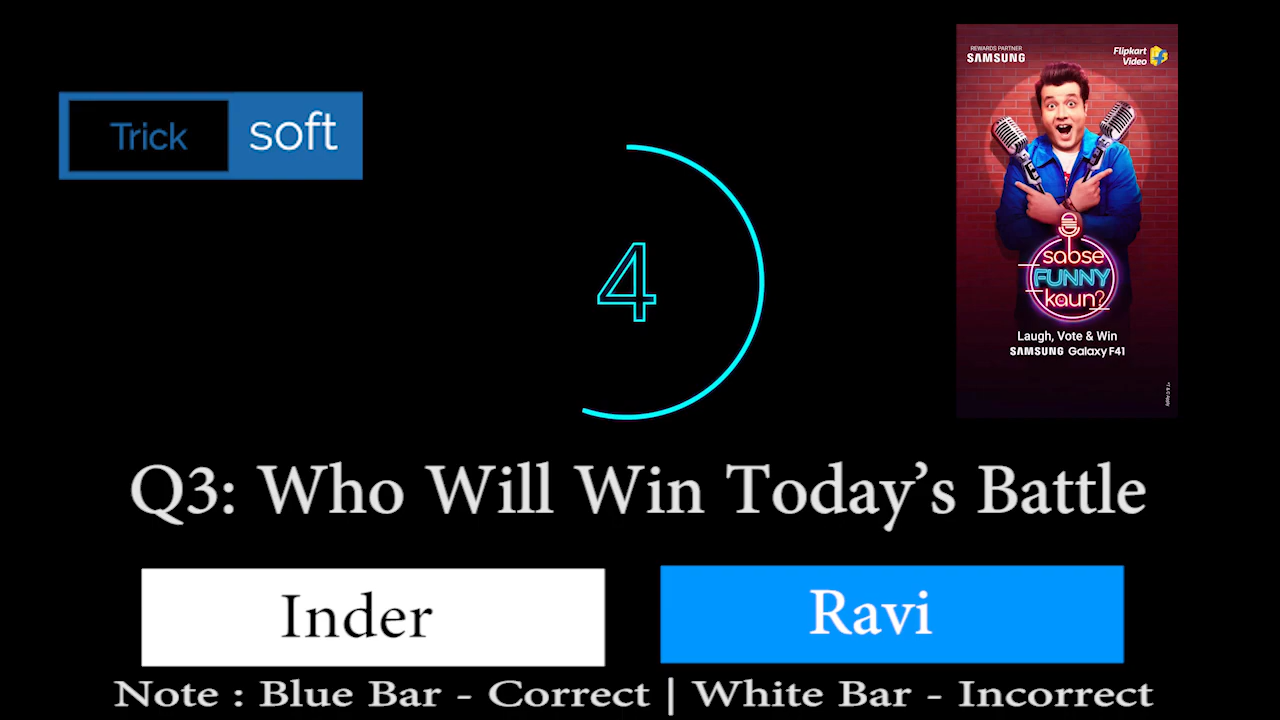 REWARDS PARTNER
SAMSUNG
Flipkart
Video
Trick soft
4
sabse
FUNNY
kaun?
Laugh, Vote & Win
SAMSUNG Galaxy F41
Q3: Who Will Win Today's Battle
Inder
Ravi
Note : Blue Bar - Correct | White Bar - Incorrect